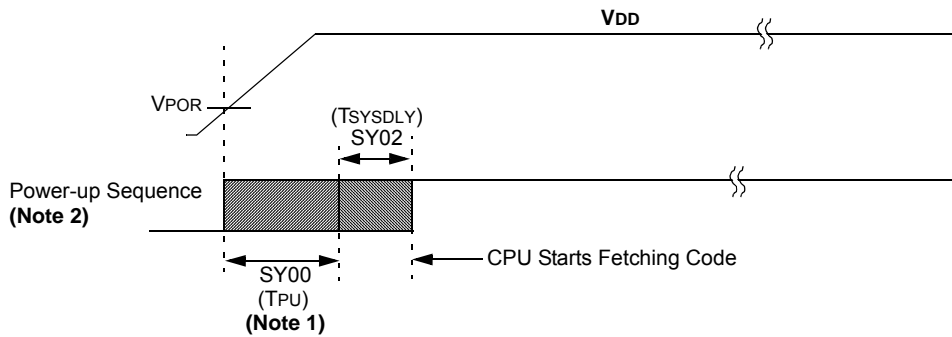 VDD
VPOR
(TSYSDLY)
SY02
Power-up Sequence
(Note 2)
CPU Starts Fetching Code
SY00
(TPU)
(Note 1)